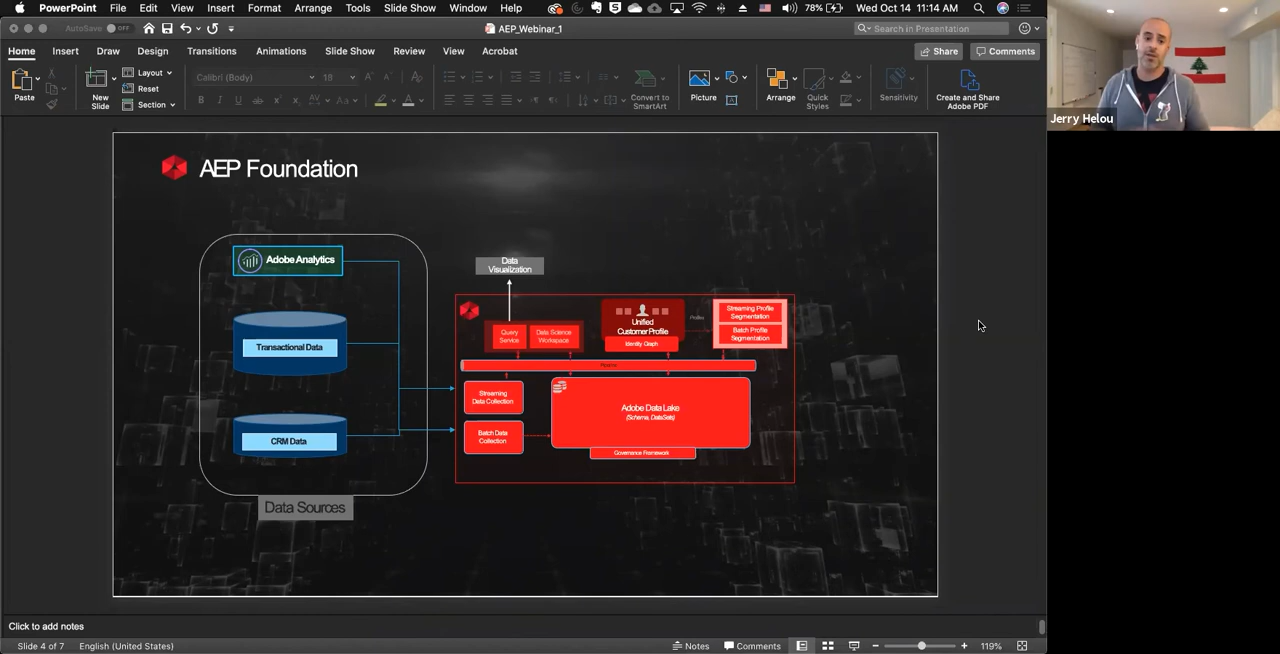 PowerPoint File Edit View Insert Format Arrange Tools Slide Show Window Help 78% Wed Oct 14 11:14 AM
AutoSave OFF AEP_Webinar_1 Search in Presentation
Home Insert Draw Design Transitions Animations Slide Show Review View Acrobat Share Comments
Paste
New
Slide
Layout
Reset
Section
Calibri (Body) 18
Convert to
SmartArt
Picture
Arrange
Quick
Styles
Sensitivity
Create and Share
Adobe PDF
Jerry Helou
AEP Foundation
Adobe Analytics
Transactional Data
CRM Data
Data Sources
Data
Visualization
Query
Service
Data Science
Workspace
Unified
Customer Profile
Identity Graph
Profiles
Streaming Profile
Segmentation
Batch Profile
Segmentation
Pipeline
Streaming
Data Collection
Batch Data
Collection
Adobe Data Lake
(Schema, DataSets)
Governance Framework
Click to add notes
Slide 4 of 7 English (United States) Notes Comments 119%